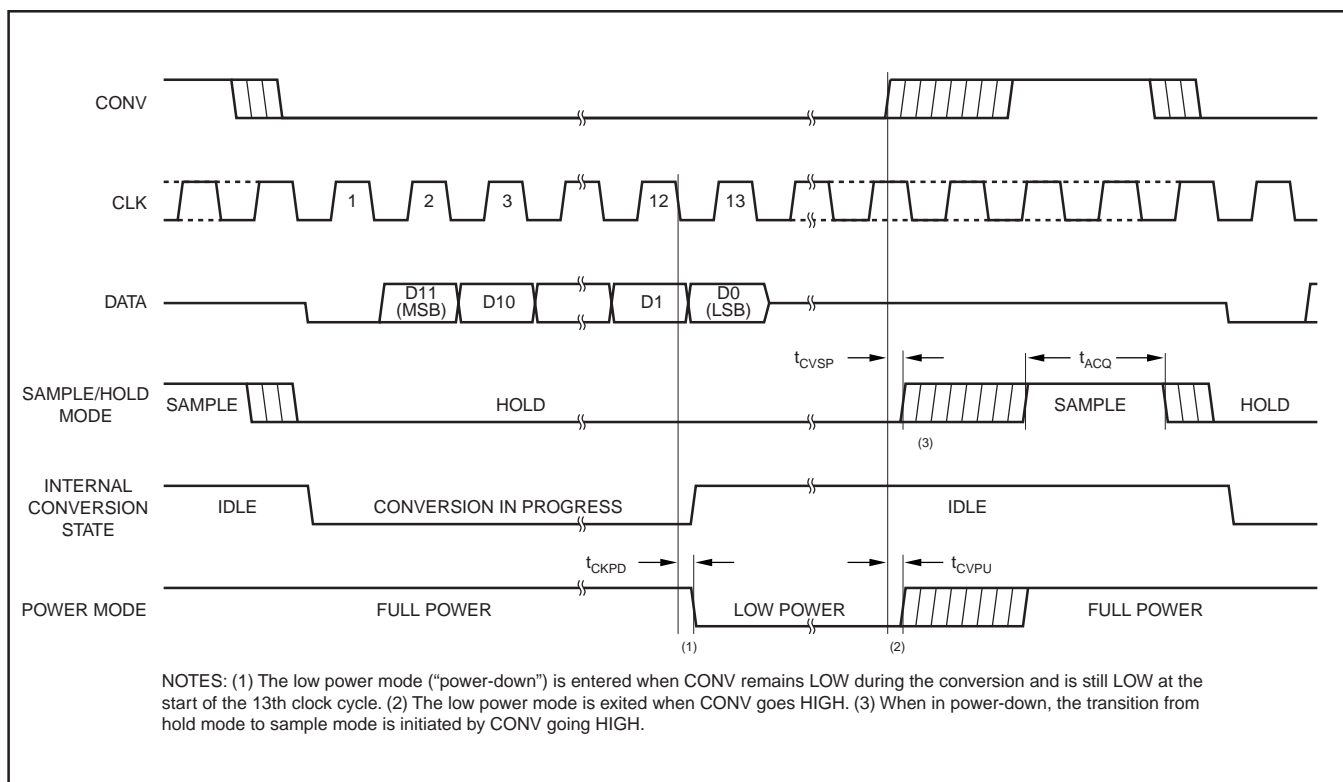 CONV
CLK
1
2
3
12
13
DATA
D11
(MSB)
D10
D1
D0
(LSB)
tCVSP
tACQ
SAMPLE/HOLD
MODE
SAMPLE
HOLD
SAMPLE
HOLD
(3)
INTERNAL
CONVERSION
STATE
IDLE
CONVERSION IN PROGRESS
IDLE
tCKPD
tCVPU
POWER MODE
FULL POWER
LOW POWER
FULL POWER
(1)
(2)
NOTES: (1) The low power mode (“power-down”) is entered when CONV remains LOW during the conversion and is still LOW at the
start of the 13th clock cycle. (2) The low power mode is exited when CONV goes HIGH. (3) When in power-down, the transition from
hold mode to sample mode is initiated by CONV going HIGH.